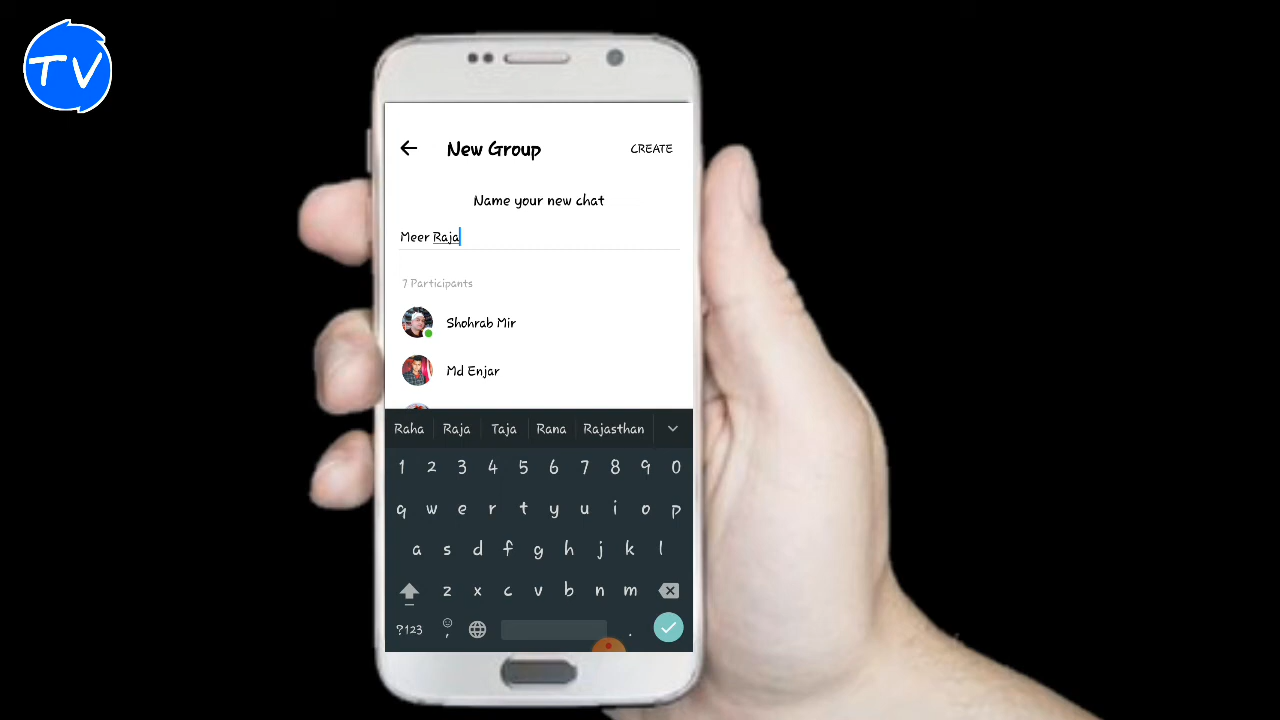 TV
New Group
CREATE
Name your new chat
Meer Raja
7 Participants
Shohrab Mir
Md Enjar
Raha Raja Taja Rana Rajasthan
1 2 3 4 5 6 7 8 9 0
q w e r t y u i o p
a s d f g h j k l
z x c v b n m
?123 , .